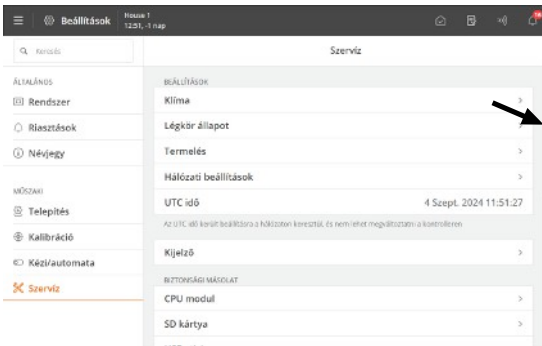 Beállítások
House 1
12:51, -1 nap
Keresés
Szerviz
ÁLTALÁNOS
Rendszer
Riasztások
Névjegy
MŰSZAKI
Telepítés
Kalibráció
Kézi/automata
Szerviz
BEÁLLÍTÁSOK
Klíma
Légkör állapot
Termelés
Hálózati beállítások
UTC idő 4 Szept. 2024 11:51:27
Az UTC idő került beállításra a hálózaton keresztül, és nem lehet megváltoztatni a kontrolleren
Kijelző
BIZTONSÁGI MÁSOLAT
CPU modul
SD kártya